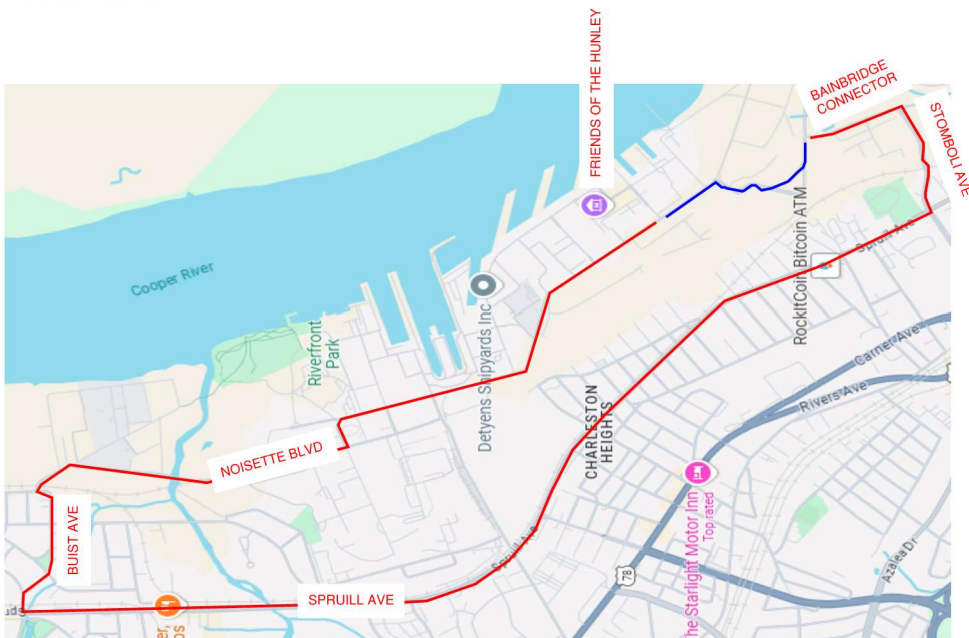 FRIENDS OF THE HUNLEY
BAINBRIDGE
CONNECTOR
STOMBOLI AVE
Cooper River
Riverfront
Park
Detyens Shipyards Inc
RockItCoin Bitcoin ATM
Spruill Ave
Carner Ave
Rivers Ave
CHARLESTON
HEIGHTS
NOISETTE BLVD
BUIST AVE
The Starlight Motor Inn
Top rated
Spruill Ave
78
Azalea Dr
SPRUILL AVE